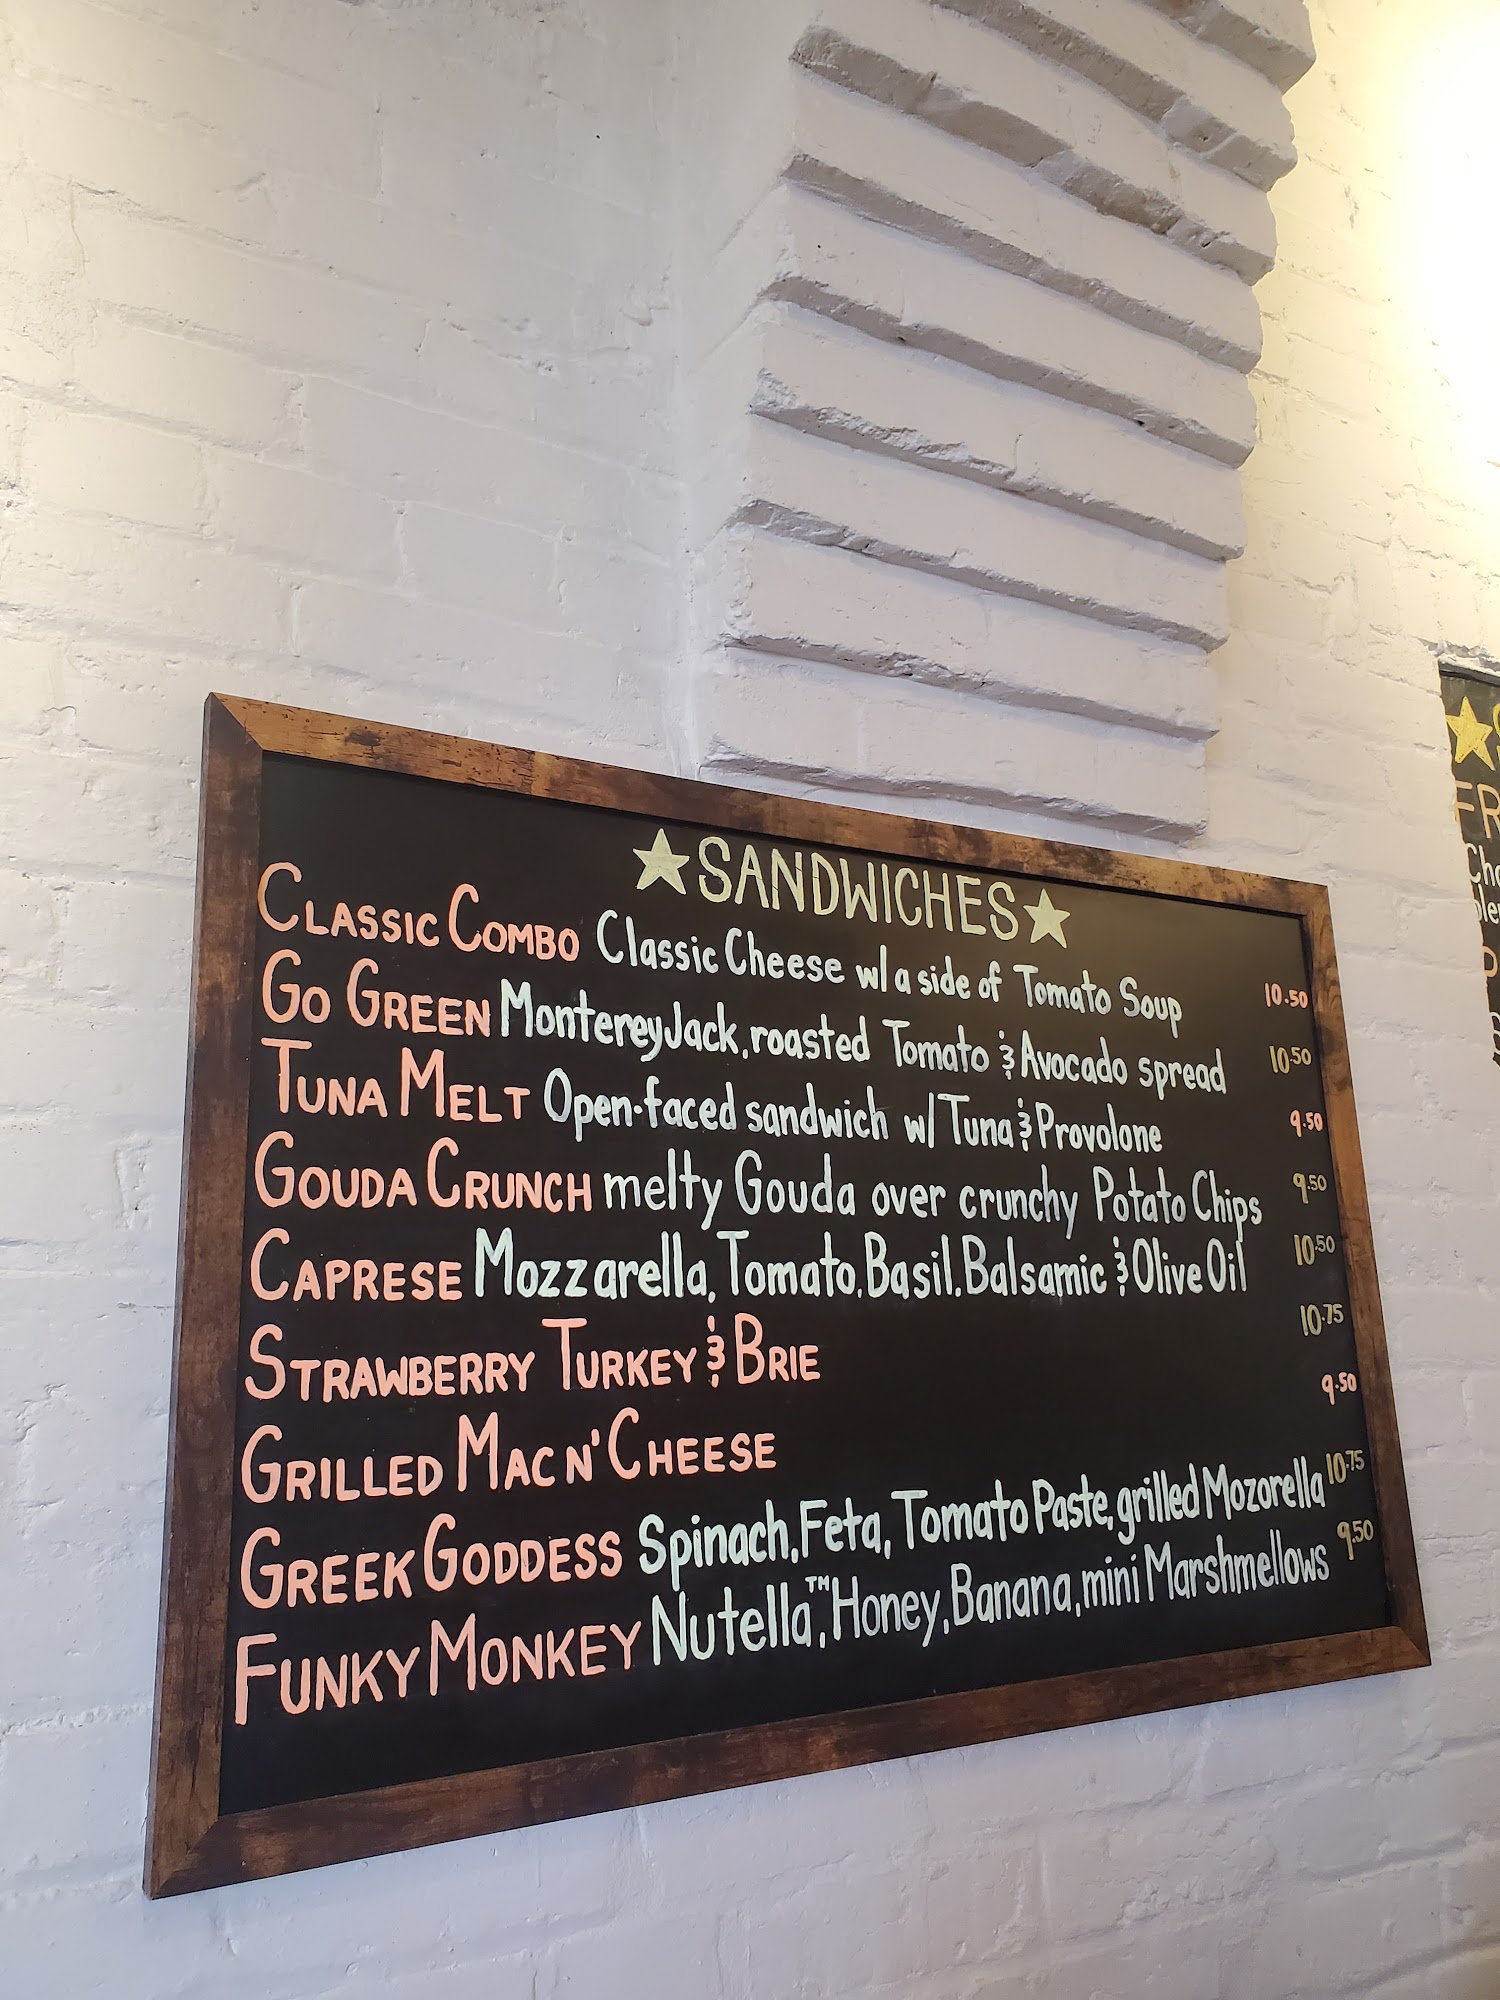 ★SANDWICHES★
CLASSIC COMBO Classic Cheese w/ a side of Tomato Soup 10.50
GO GREEN Monterey Jack, roasted Tomato & Avocado spread 10.50
TUNA MELT Open-faced sandwich w/ Tuna & Provolone 9.50
GOUDA CRUNCH melty Gouda over crunchy Potato Chips 9.50
CAPRESE Mozzarella, Tomato, Basil, Balsamic & Olive Oil 10.50
STRAWBERRY TURKEY & BRIE 10.75
GRILLED MAC N' CHEESE 9.50
GREEK GODDESS Spinach, Feta, Tomato Paste, grilled Mozorella 10.75
FUNKY MONKEY Nutella™, Honey, Banana, mini Marshmellows 9.50